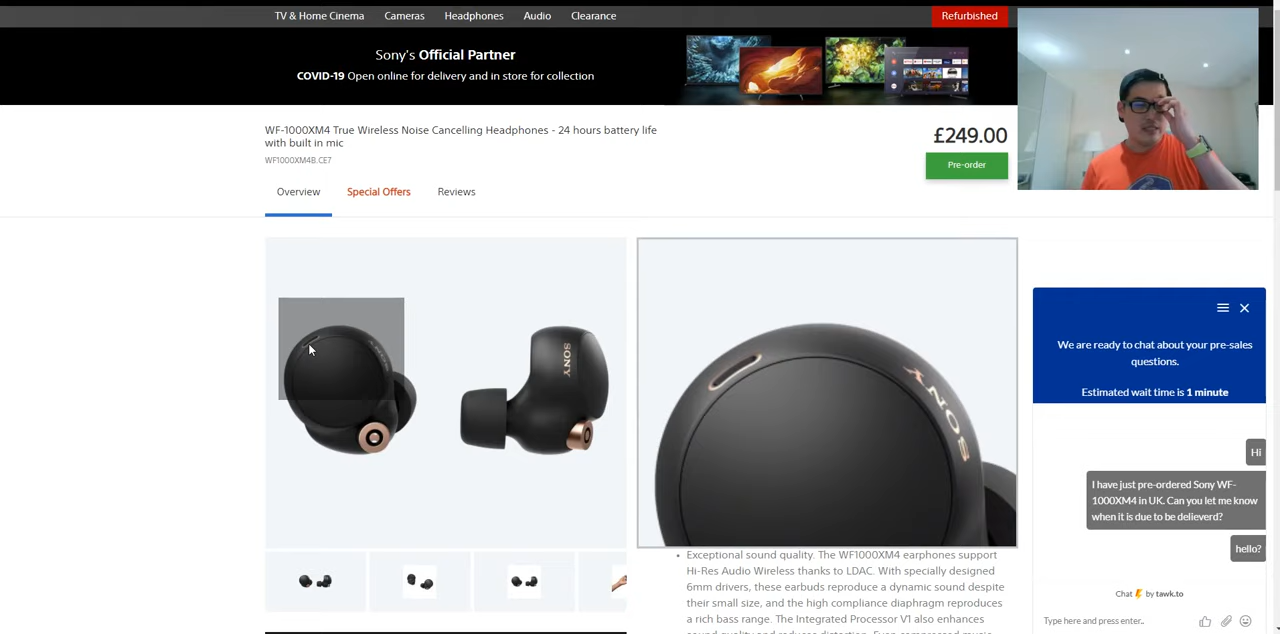 TV & Home Cinema Cameras Headphones Audio Clearance Refurbished
Sony's Official Partner
COVID-19 Open online for delivery and in store for collection
WF-1000XM4 True Wireless Noise Cancelling Headphones - 24 hours battery life
with built in mic
WF1000XM4B.CE7
£249.00
Pre-order
Overview Special Offers Reviews
SONY
SONY
• Exceptional sound quality. The WF1000XM4 earphones support
Hi-Res Audio Wireless thanks to LDAC. With specially designed
6mm drivers, these earbuds reproduce a dynamic sound despite
their small size, and the high compliance diaphragm reproduces
a rich bass range. The Integrated Processor V1 also enhances
We are ready to chat about your pre-sales
questions.
Estimated wait time is 1 minute
Hi
I have just pre-ordered Sony WF-
1000XM4 in UK. Can you let me know
when it is due to be delieverd?
hello?
Chat ⚡ by tawk.to
Type here and press enter..